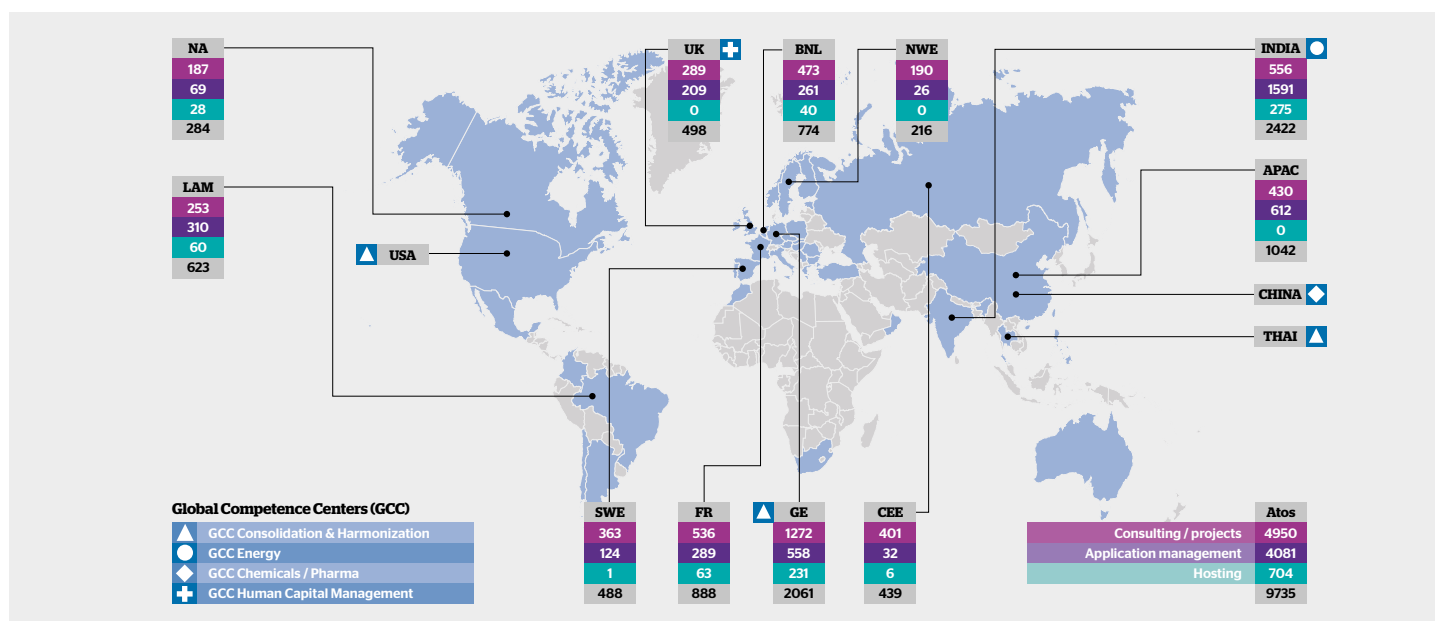 NA
187
69
28
284
UK
289
209
0
498
BNL
473
261
40
774
NWE
190
26
0
216
INDIA
556
1591
275
2422
LAM
253
310
60
623
APAC
430
612
0
1042
USA
CHINA
THAI
Global Competence Centers (GCC)
GCC Consolidation & Harmonization
GCC Energy
GCC Chemicals / Pharma
GCC Human Capital Management
SWE
363
124
1
488
FR
536
289
63
888
GE
1272
558
231
2061
CEE
401
32
6
439
Atos
Consulting / projects 4950
Application management 4081
Hosting 704
9735